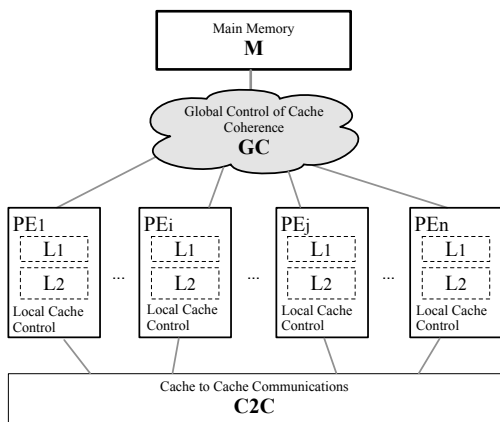 Main Memory
M
Global Control of Cache
Coherence
GC
PE1
L1
L2
Local Cache
Control
...
PEi
L1
L2
Local Cache
Control
...
PEj
L1
L2
Local Cache
Control
...
PEn
L1
L2
Local Cache
Control
Cache to Cache Communications
C2C